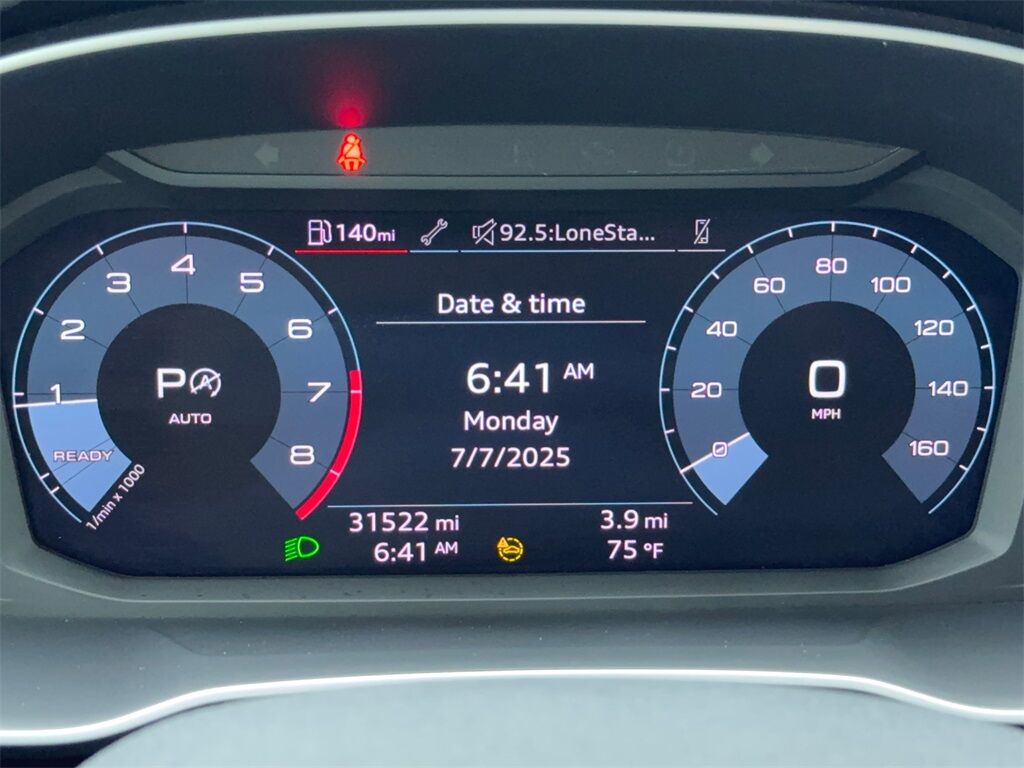 140mi
92.5:LoneSta...
Date & time
6:41 AM
Monday
7/7/2025
31522 mi
3.9 mi
6:41 AM
75 °F
1
2
3
4
5
6
7
8
READY
1/min x 1000
P A
AUTO
0
20
40
60
80
100
120
140
160
0
MPH